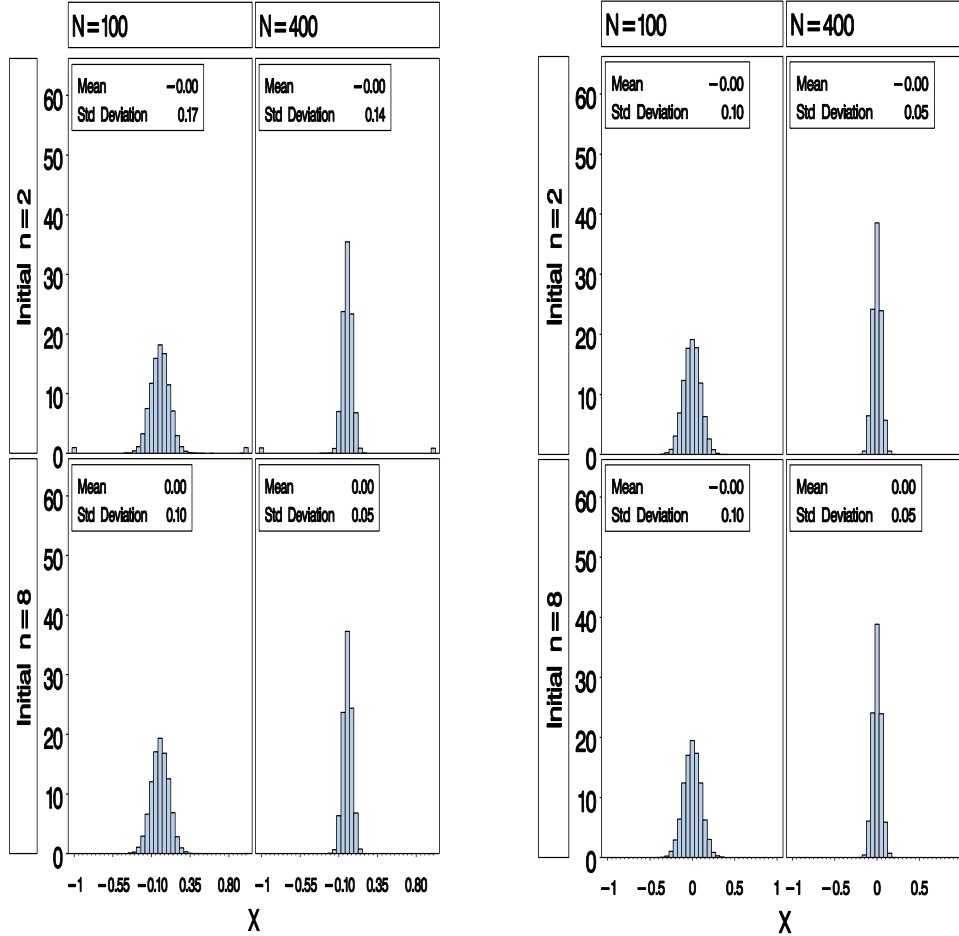 N=100 N=400
Initial n=2
Mean −0.00
Std Deviation 0.17
Mean −0.00
Std Deviation 0.14
60
50
40
30
20
10
0
Initial n=8
Mean 0.00
Std Deviation 0.10
Mean 0.00
Std Deviation 0.05
60
50
40
30
20
10
0
−1 −0.55 −0.10 0.35 0.80 −1 −0.55 −0.10 0.35 0.80
X
N=100 N=400
Initial n=2
Mean −0.00
Std Deviation 0.10
Mean −0.00
Std Deviation 0.05
60
50
40
30
20
10
0
Initial n=8
Mean −0.00
Std Deviation 0.10
Mean 0.00
Std Deviation 0.05
60
50
40
30
20
10
0
−1 −0.5 0 0.5 1 −1 −0.5 0 0.5
X